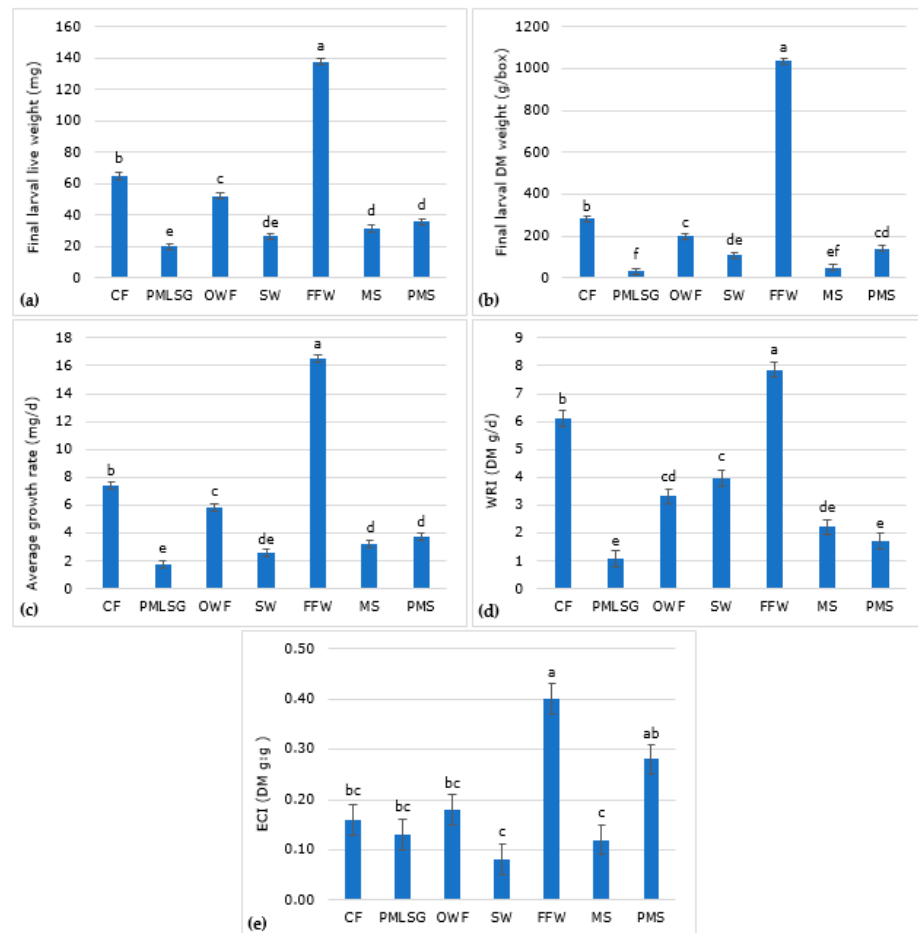 160
140
120
100
80
60
40
20
0
Final larval live weight (mg)
b
e
c
de
a
d
d
CF PMLSG OWF SW FFW MS PMS
(a)
1200
1000
800
600
400
200
0
Final larval DM weight (g/box)
b
f
c
de
a
ef
cd
CF PMLSG OWF SW FFW MS PMS
(b)
18
16
14
12
10
8
6
4
2
0
Average growth rate (mg/d)
b
e
c
de
a
d
d
CF PMLSG OWF SW FFW MS PMS
(c)
9
8
7
6
5
4
3
2
1
0
WRI (DM g/d)
b
e
cd
c
a
de
e
CF PMLSG OWF SW FFW MS PMS
(d)
0.50
0.40
0.30
0.20
0.10
0.00
ECI (DM g:g )
bc
bc
bc
c
a
c
ab
CF PMLSG OWF SW FFW MS PMS
(e)